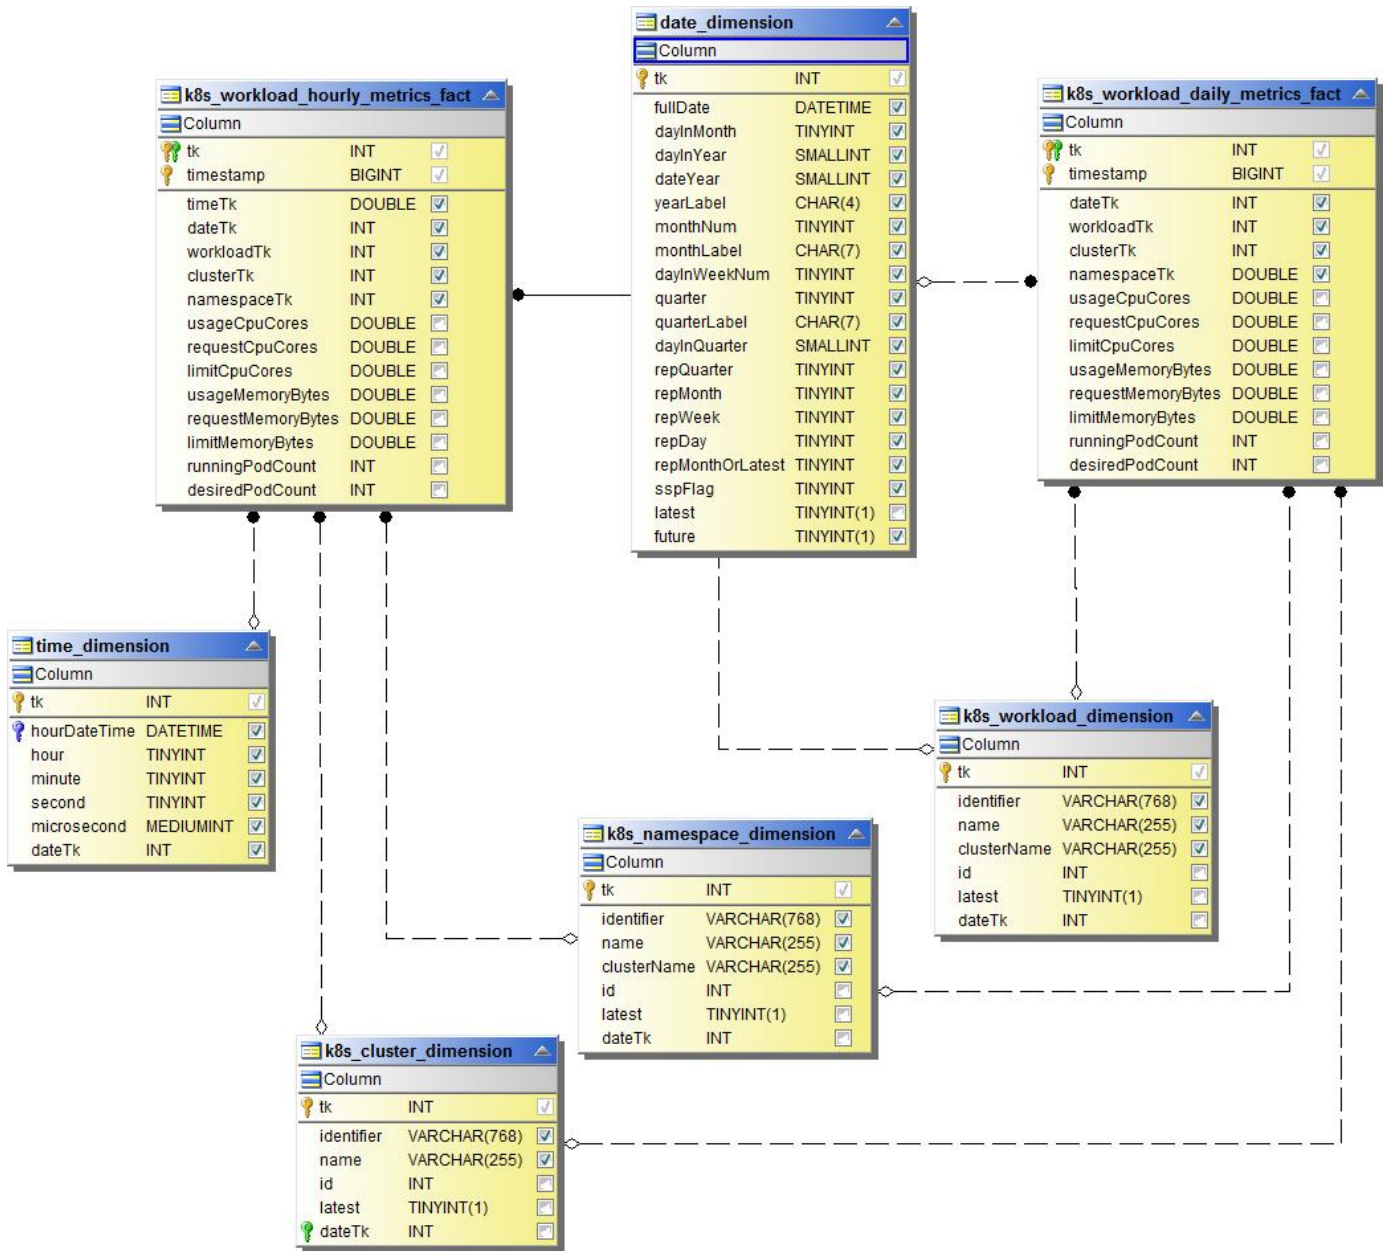 date_dimension
Column
tk INT
fullDate DATETIME
dayInMonth TINYINT
dayInYear SMALLINT
dateYear SMALLINT
yearLabel CHAR(4)
monthNum TINYINT
monthLabel CHAR(7)
dayInWeekNum TINYINT
quarter TINYINT
quarterLabel CHAR(7)
dayInQuarter SMALLINT
repQuarter TINYINT
repMonth TINYINT
repWeek TINYINT
repDay TINYINT
repMonthOrLatest TINYINT
sspFlag TINYINT
latest TINYINT(1)
future TINYINT(1)
k8s_workload_hourly_metrics_fact
Column
tk INT
timestamp BIGINT
timeTk DOUBLE
dateTk INT
workloadTk INT
clusterTk INT
namespaceTk INT
usageCpuCores DOUBLE
requestCpuCores DOUBLE
limitCpuCores DOUBLE
usageMemoryBytes DOUBLE
requestMemoryBytes DOUBLE
limitMemoryBytes DOUBLE
runningPodCount INT
desiredPodCount INT
k8s_workload_daily_metrics_fact
Column
tk INT
timestamp BIGINT
dateTk INT
workloadTk INT
clusterTk INT
namespaceTk DOUBLE
usageCpuCores DOUBLE
requestCpuCores DOUBLE
limitCpuCores DOUBLE
usageMemoryBytes DOUBLE
requestMemoryBytes DOUBLE
limitMemoryBytes DOUBLE
runningPodCount INT
desiredPodCount INT
time_dimension
Column
tk INT
hourDateTime DATETIME
hour TINYINT
minute TINYINT
second TINYINT
microsecond MEDIUMINT
dateTk INT
k8s_workload_dimension
Column
tk INT
identifier VARCHAR(768)
name VARCHAR(255)
clusterName VARCHAR(255)
id INT
latest TINYINT(1)
dateTk INT
k8s_namespace_dimension
Column
tk INT
identifier VARCHAR(768)
name VARCHAR(255)
clusterName VARCHAR(255)
id INT
latest TINYINT(1)
dateTk INT
k8s_cluster_dimension
Column
tk INT
identifier VARCHAR(768)
name VARCHAR(255)
id INT
latest TINYINT(1)
dateTk INT